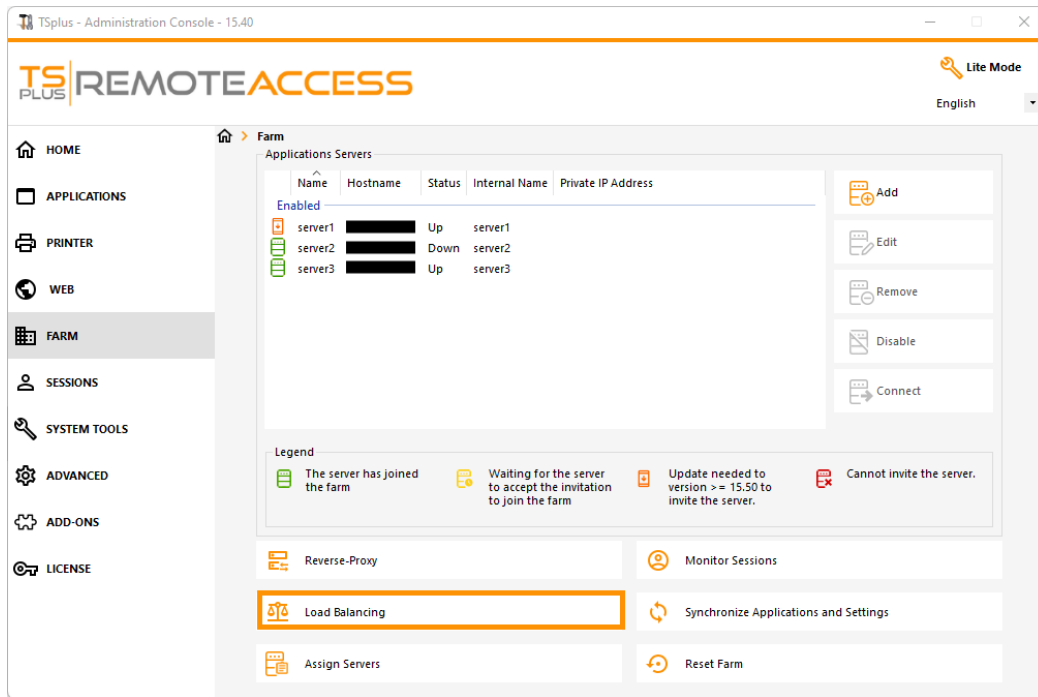 TSplus - Administration Console - 15.40
TS PLUS REMOTEACCESS
Lite Mode
English
HOME
APPLICATIONS
PRINTER
WEB
FARM
SESSIONS
SYSTEM TOOLS
ADVANCED
ADD-ONS
LICENSE
> Farm
Applications Servers
Name Hostname Status Internal Name Private IP Address
Enabled
server1 Up server1
server2 Down server2
server3 Up server3
Add
Edit
Remove
Disable
Connect
Legend
The server has joined
the farm
Waiting for the server
to accept the invitation
to join the farm
Update needed to
version >= 15.50 to
invite the server.
Cannot invite the server.
Reverse-Proxy
Monitor Sessions
Load Balancing
Synchronize Applications and Settings
Assign Servers
Reset Farm